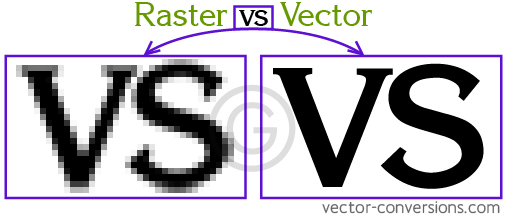 Raster vs Vector
VS VS
G
vector-conversions.com